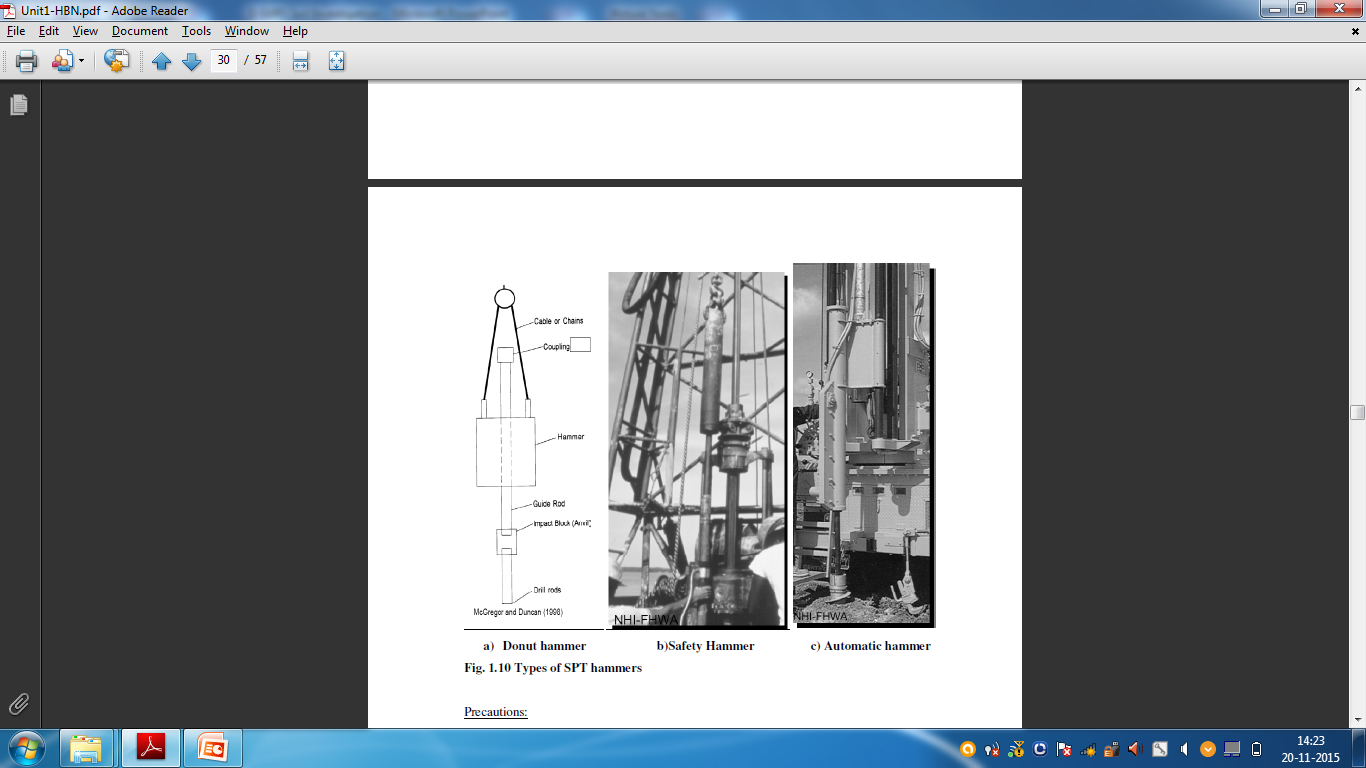 Unit1-HBN.pdf - Adobe Reader
File Edit View Document Tools Window Help
30 / 57
Cable or Chains
Coupling
Hammer
Guide Rod
Impact Block (Anvil)
Drill rods
McGregor and Duncan (1998)
NHI-FHWA
NHI-FHWA
a) Donut hammer b)Safety Hammer c) Automatic hammer
Fig. 1.10 Types of SPT hammers
Precautions:
14:23
20-11-2015